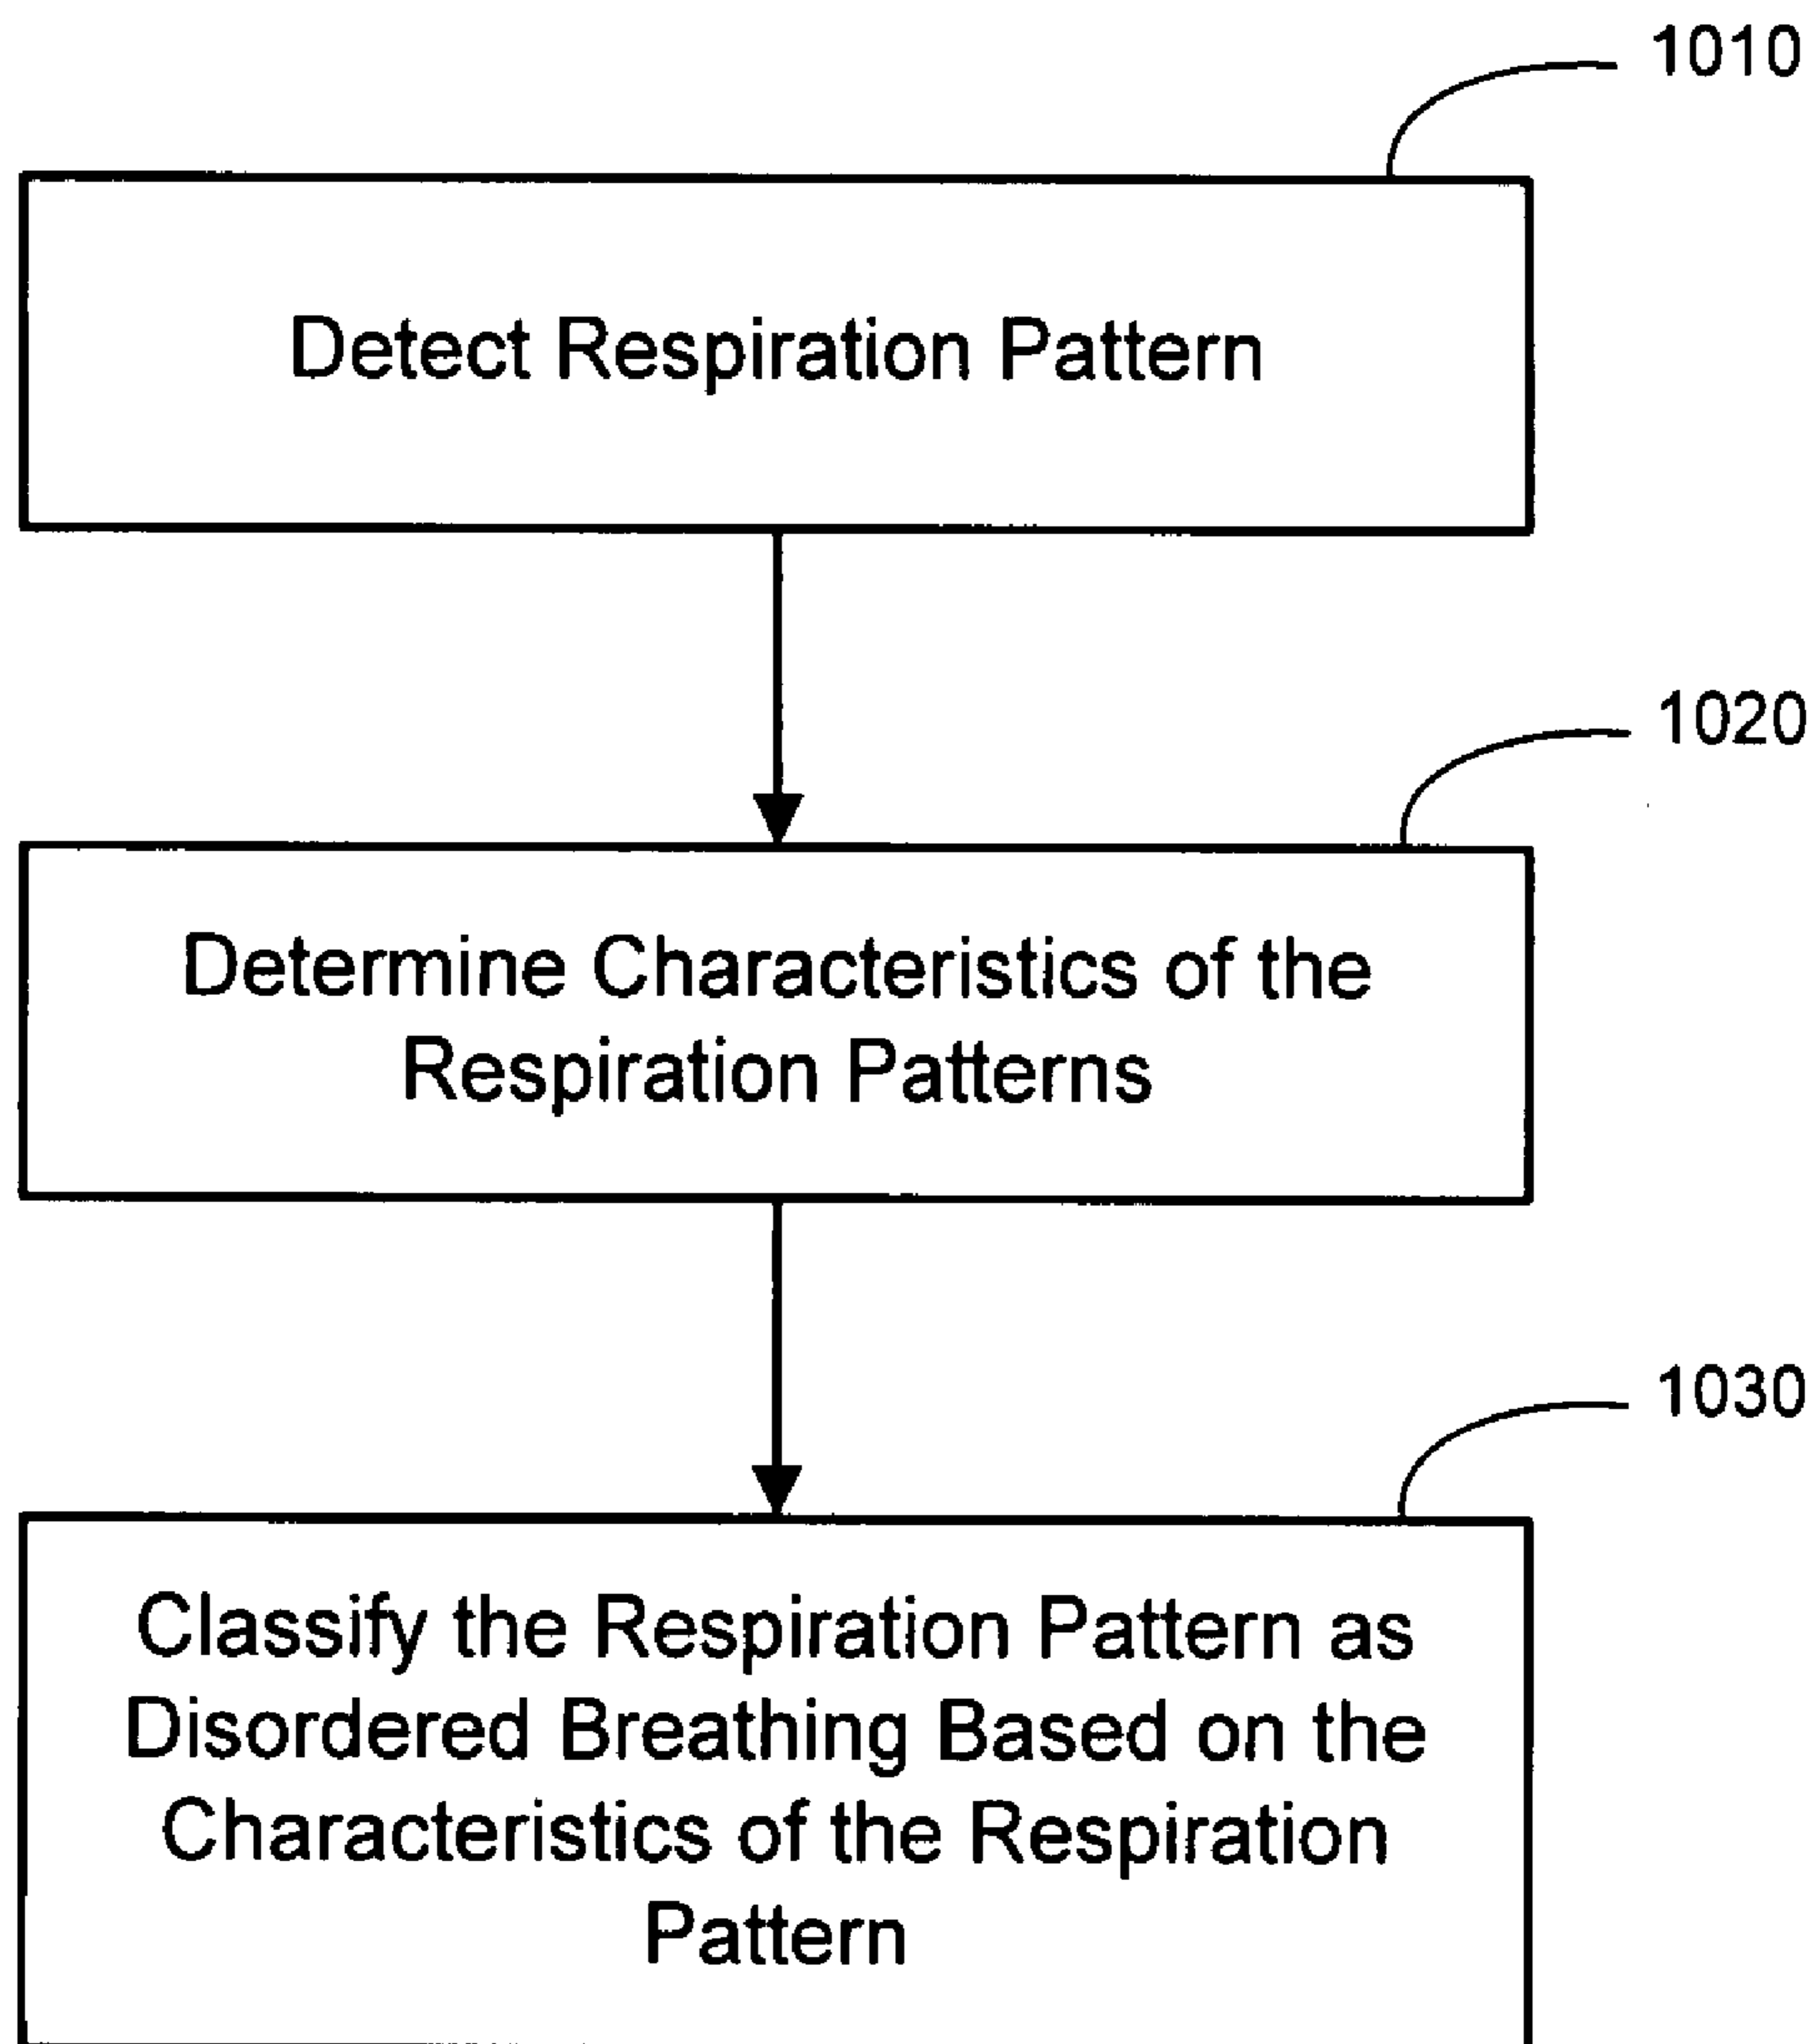 1010
Detect Respiration Pattern
1020
Determine Characteristics of the
Respiration Patterns
1030
Classify the Respiration Pattern as
Disordered Breathing Based on the
Characteristics of the Respiration
Pattern